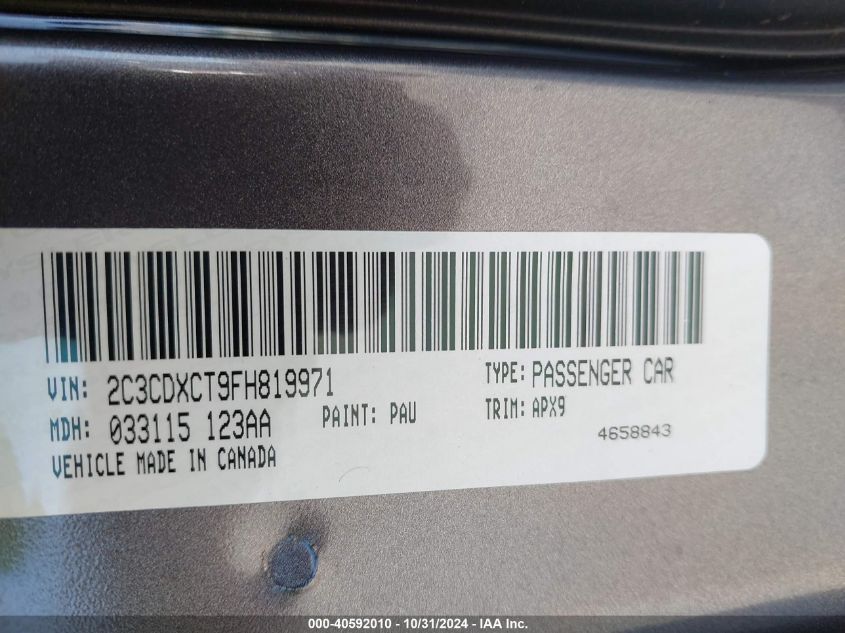 VIN: 2C3CDXCT9FH819971
TYPE: PASSENGER CAR
MDH: 033115 123AA
PAINT: PAU
TRIM: APX9
VEHICLE MADE IN CANADA
4658843
000-40592010 - 10/31/2024 - IAA, Inc.